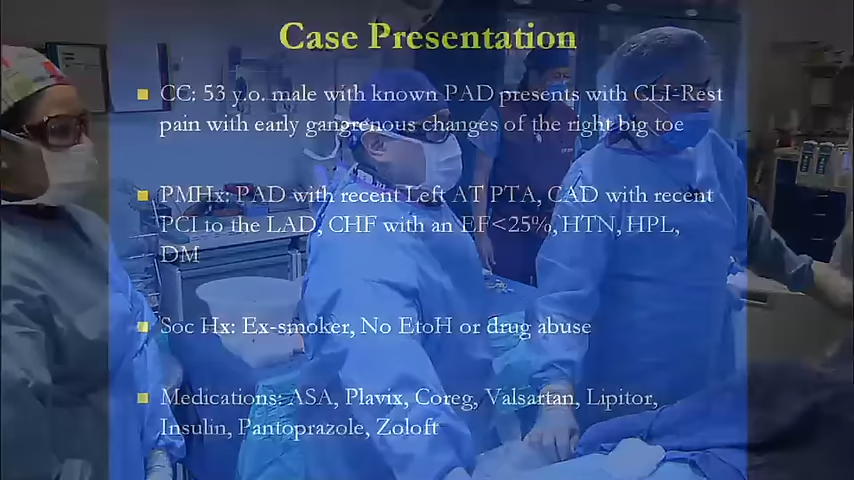 Case Presentation
CC: 53 y.o. male with known PAD presents with CLI-Rest
pain with early gangrenous changes of the right big toe
PMHx: PAD with recent Left AT PTA, CAD with recent
PCI to the LAD, CHF with an EF<25%, HTN, HPL,
DM
Soc Hx: Ex-smoker, No EtoH or drug abuse
Medications: ASA, Plavix, Coreg, Valsartan, Lipitor,
Insulin, Pantoprazole, Zoloft